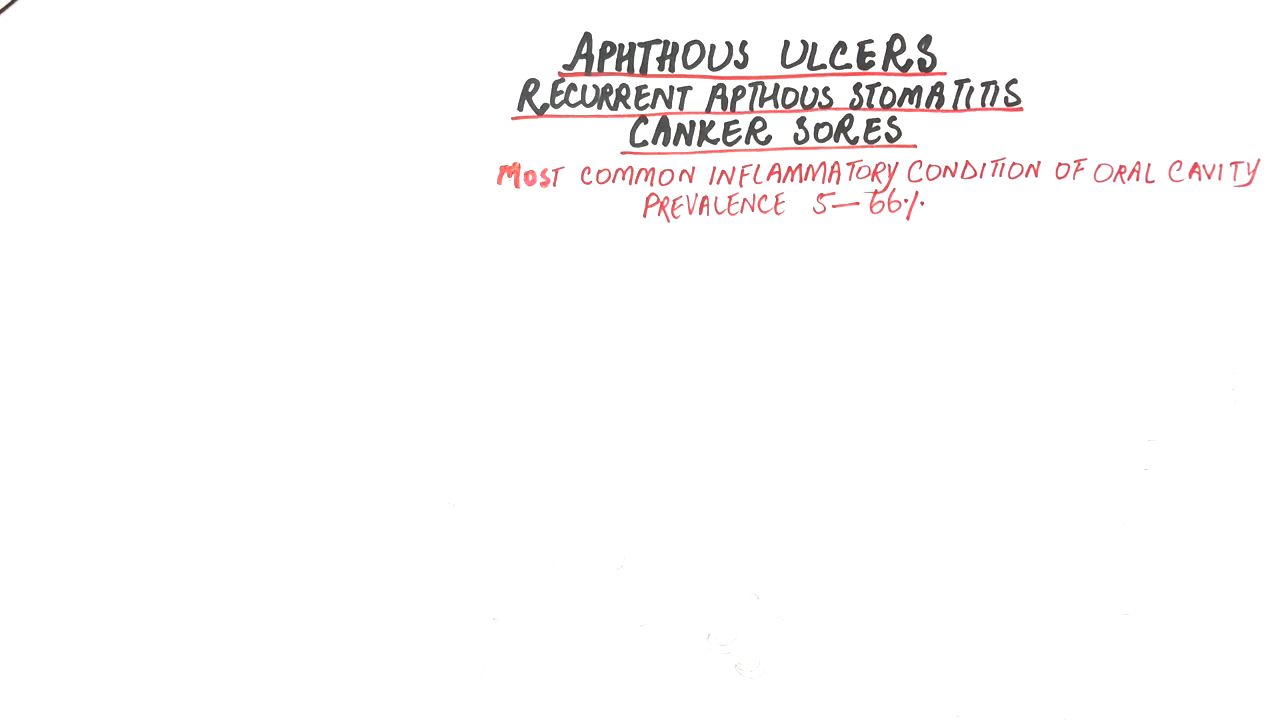 APHTHOUS ULCERS
RECURRENT APTHOUS STOMATITIS
CANKER SORES
MOST COMMON INFLAMMATORY CONDITION OF ORAL CAVITY
PREVALENCE 5—66%